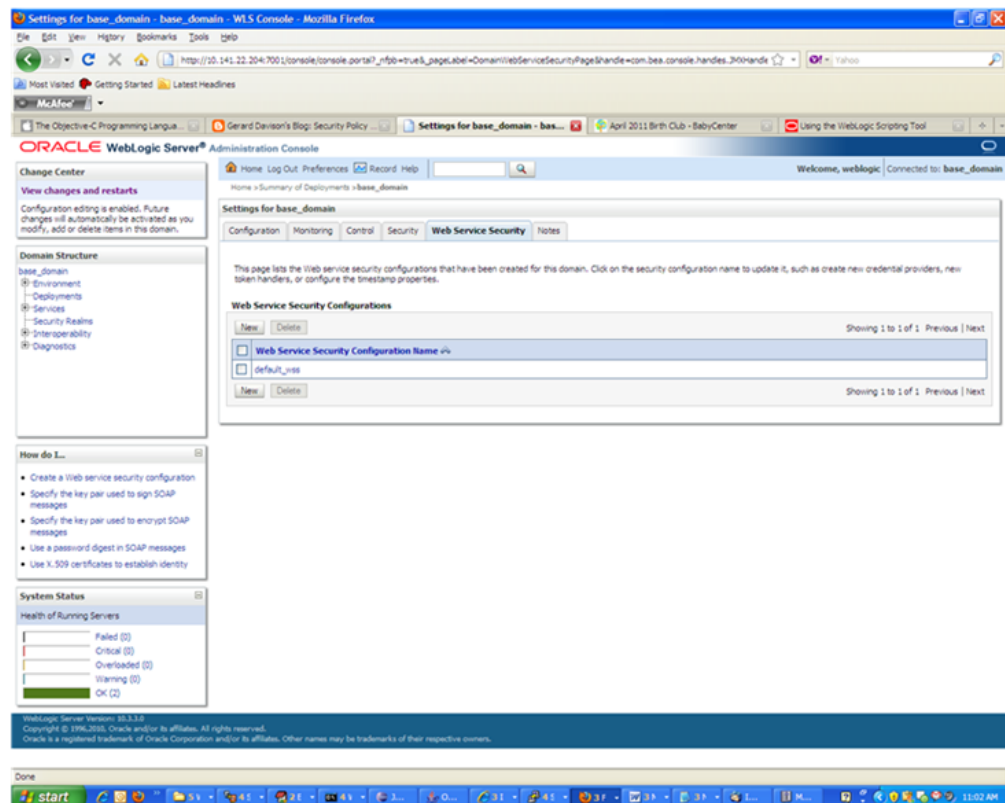 Settings for base_domain - base_domain - WLS Console - Mozilla Firefox
File Edit View History Bookmarks Tools Help
http://10.141.22.204:7001/console/console.portal?_nfpb=true&_pageLabel=DomainWebServiceSecurityPage&handle=com.bea.console.handles.JMXHandle
Yahoo
Most Visited Getting Started Latest Headlines
McAfee
The Objective-C Programming Langua...
Gerard Davison's Blog: Security Policy ...
Settings for base_domain - bas...
April 2011 Birth Club - BabyCenter
Using the WebLogic Scripting Tool
ORACLE WebLogic Server® Administration Console
Change Center
View changes and restarts
Configuration editing is enabled. Future
changes will automatically be activated as you
modify, add or delete items in this domain.
Domain Structure
base_domain
Environment
Deployments
Services
Security Realms
Interoperability
Diagnostics
How do I...
Create a Web service security configuration
Specify the key pair used to sign SOAP
messages
Specify the key pair used to encrypt SOAP
messages
Use a password digest in SOAP messages
Use X.509 certificates to establish identity
System Status
Health of Running Servers
Failed (0)
Critical (0)
Overloaded (0)
Warning (0)
OK (2)
Home Log Out Preferences Record Help
Welcome, weblogic Connected to: base_domain
Home >Summary of Deployments >base_domain
Settings for base_domain
Configuration Monitoring Control Security Web Service Security Notes
This page lists the Web service security configurations that have been created for this domain. Click on the security configuration name to update it, such as create new credential providers, new
token handlers, or configure the timestamp properties.
Web Service Security Configurations
New Delete Showing 1 to 1 of 1 Previous | Next
Web Service Security Configuration Name
default_wss
New Delete Showing 1 to 1 of 1 Previous | Next
WebLogic Server Version: 10.3.3.0
Copyright © 1996,2010, Oracle and/or its affiliates. All rights reserved.
Oracle is a registered trademark of Oracle Corporation and/or its affiliates. Other names may be trademarks of their respective owners.
Done
start
11:02 AM